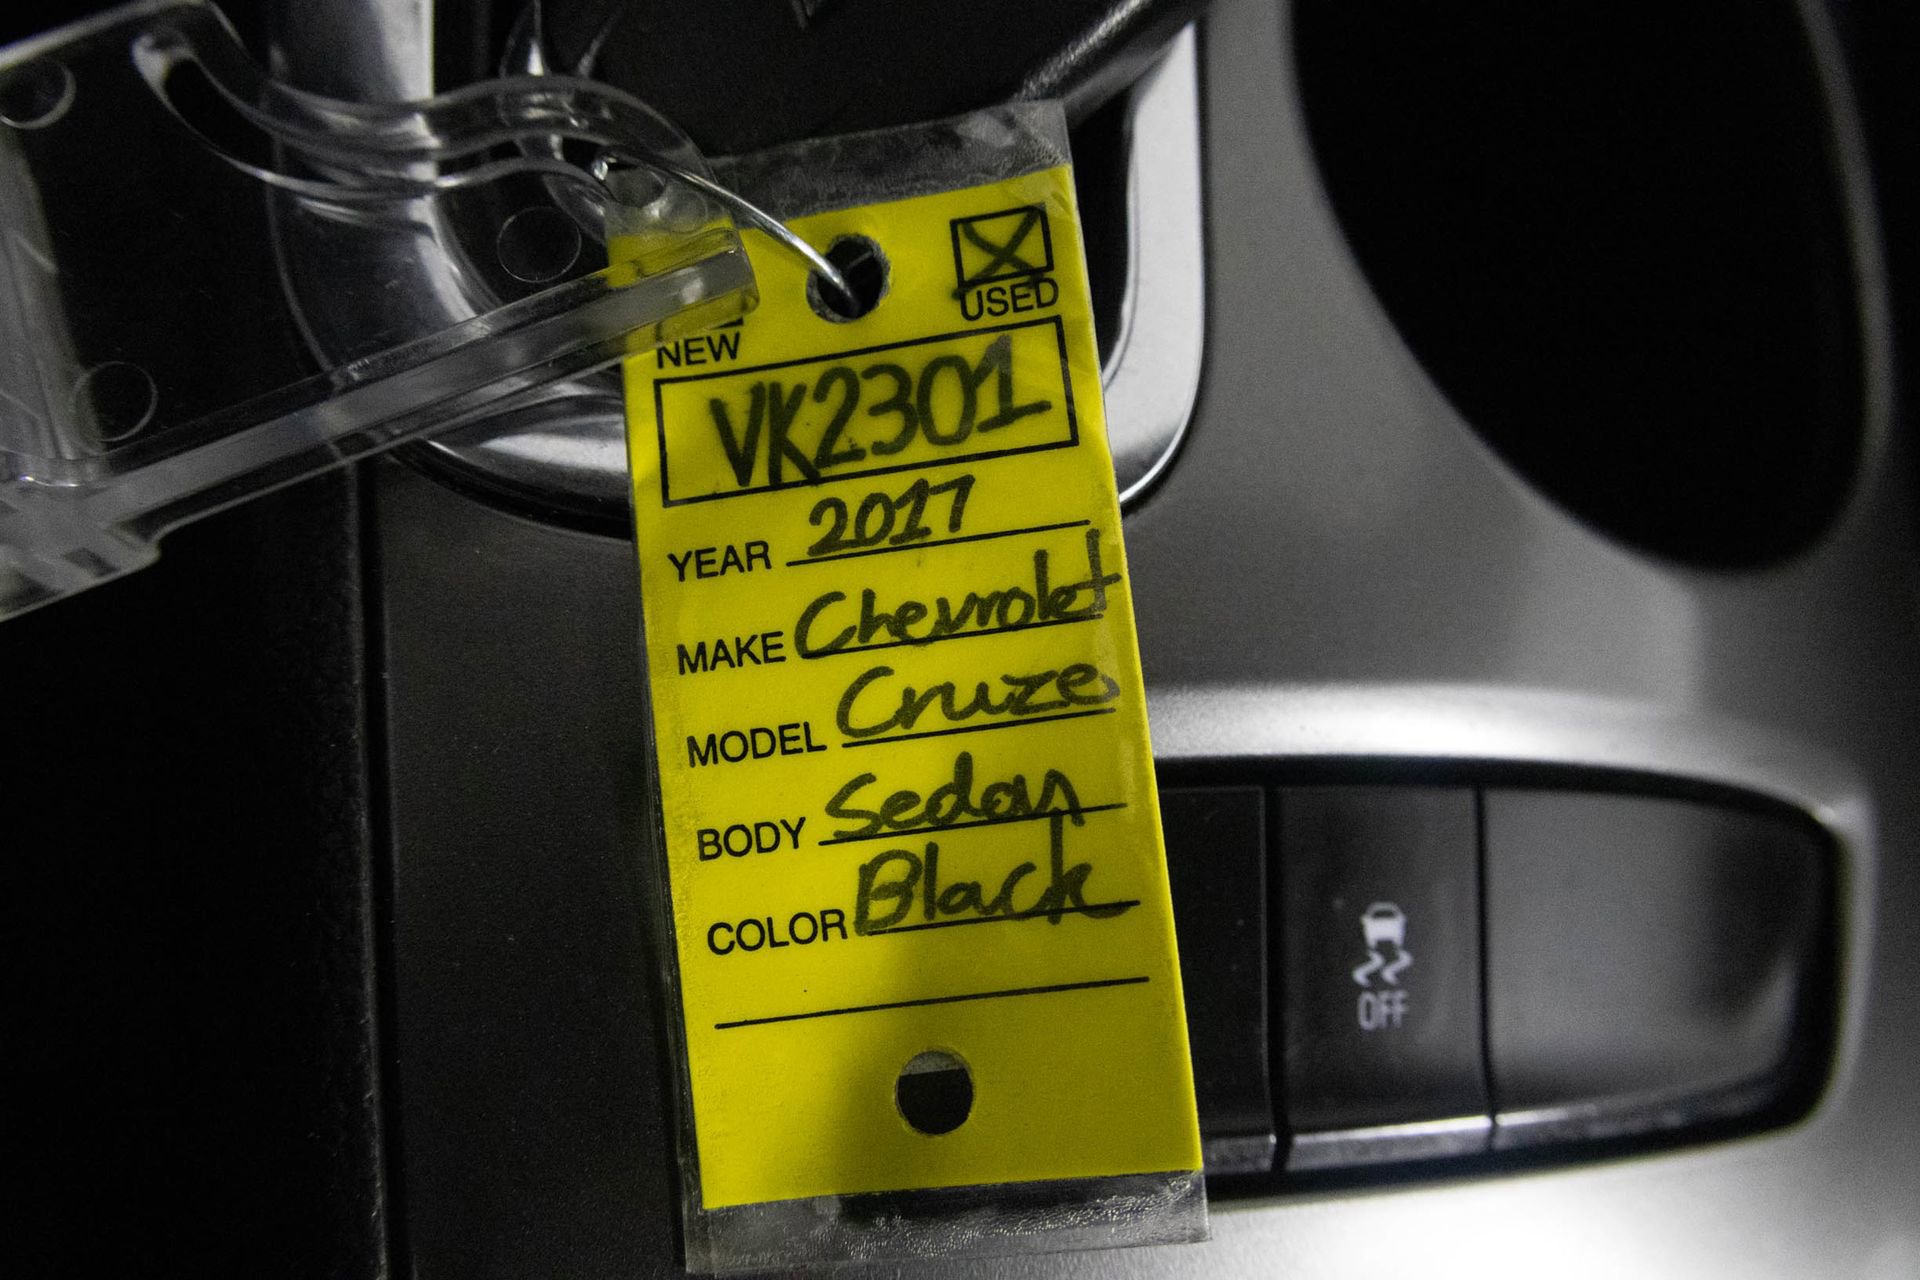 USED
NEW
VK2301
YEAR 2017
MAKE Chevrolet
MODEL Cruze
BODY Sedan
COLOR Black
OFF